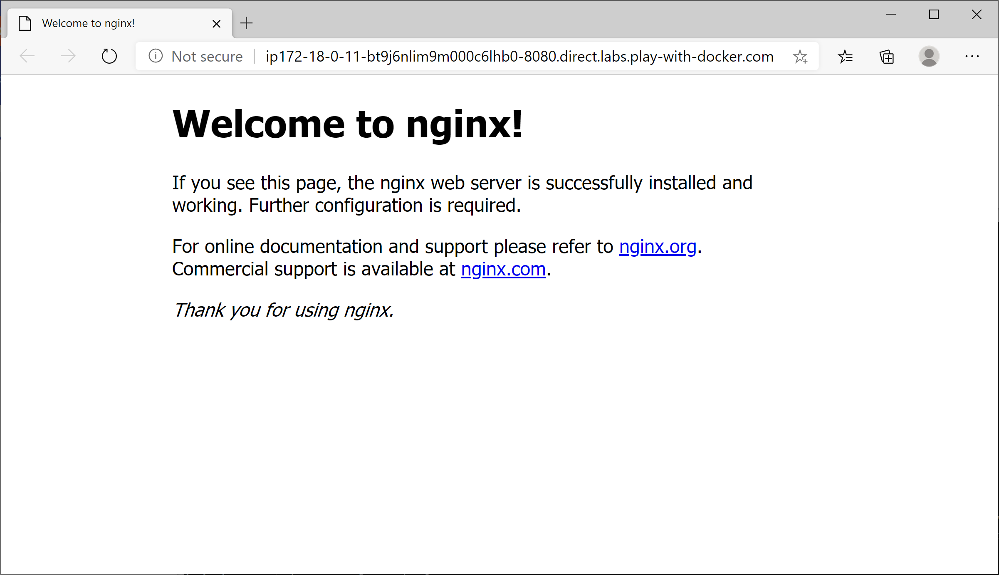 Welcome to nginx!
Not secure
ip172-18-0-11-bt9j6nlim9m000c6lhb0-8080.direct.labs.play-with-docker.com
Welcome to nginx!
If you see this page, the nginx web server is successfully installed and
working. Further configuration is required.
For online documentation and support please refer to nginx.org.
Commercial support is available at nginx.com.
Thank you for using nginx.